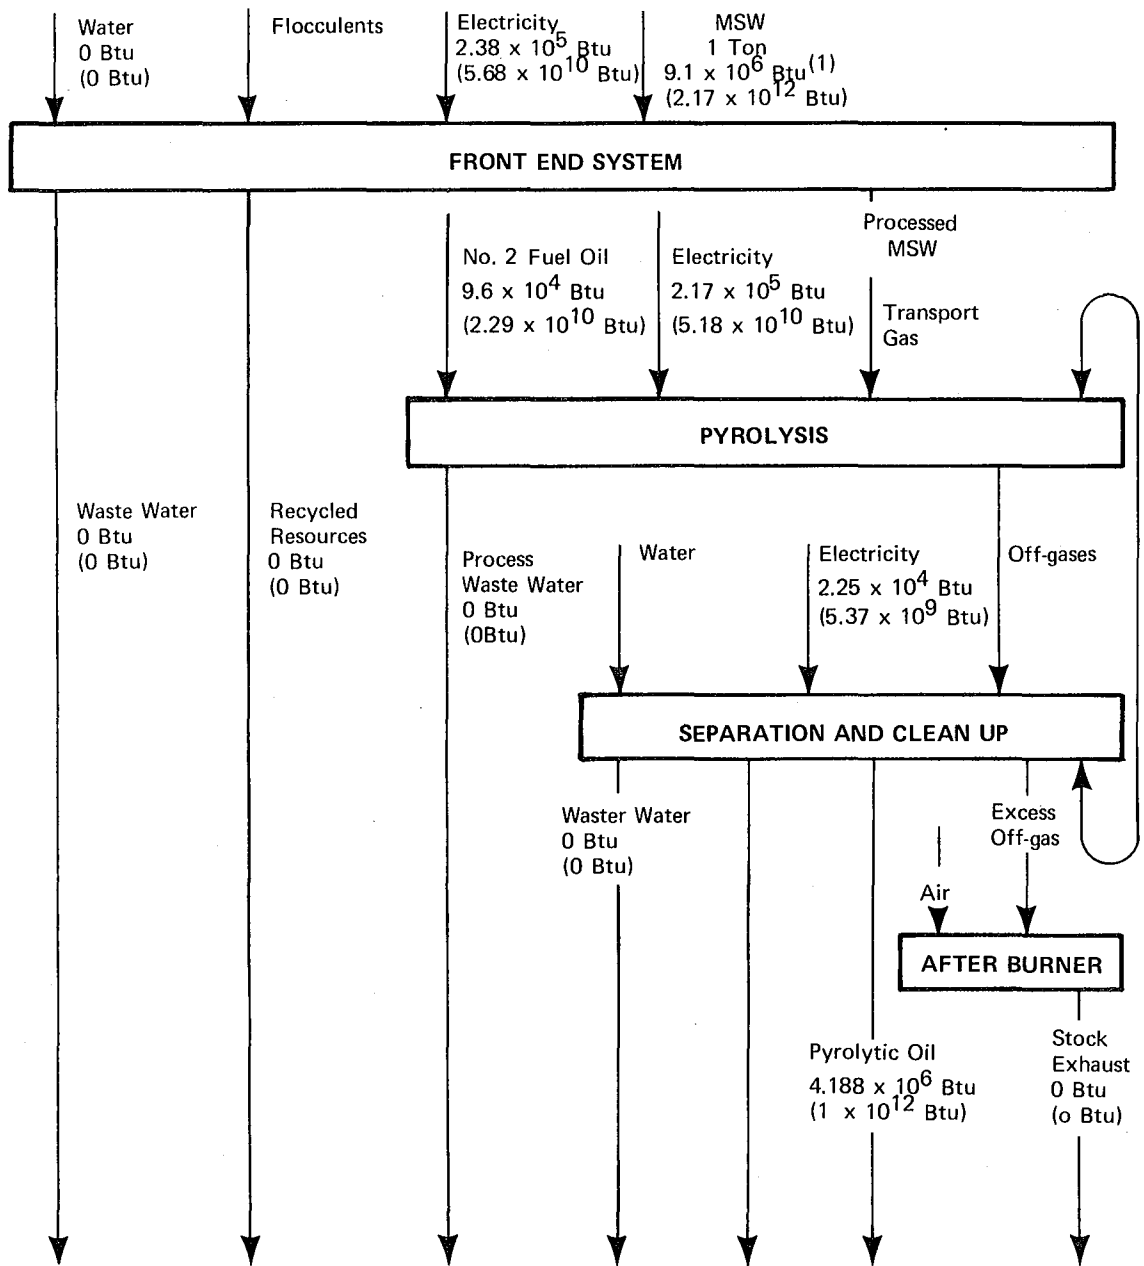 Water
0 Btu
(0 Btu)
Flocculents
Electricity
2.38 x 10^5 Btu
(5.68 x 10^10 Btu)
MSW
1 Ton
9.1 x 10^6 Btu^(1)
(2.17 x 10^12 Btu)
FRONT END SYSTEM
Processed
MSW
No. 2 Fuel Oil
9.6 x 10^4 Btu
(2.29 x 10^10 Btu)
Electricity
2.17 x 10^5 Btu
(5.18 x 10^10 Btu)
Transport
Gas
PYROLYSIS
Waste Water
0 Btu
(0 Btu)
Recycled
Resources
0 Btu
(0 Btu)
Process
Waste Water
0 Btu
(0Btu)
Water
Electricity
2.25 x 10^4 Btu
(5.37 x 10^9 Btu)
Off-gases
SEPARATION AND CLEAN UP
Waster Water
0 Btu
(0 Btu)
Excess
Off-gas
Air
AFTER BURNER
Pyrolytic Oil
4.188 x 10^6 Btu
(1 x 10^12 Btu)
Stock
Exhaust
0 Btu
(o Btu)